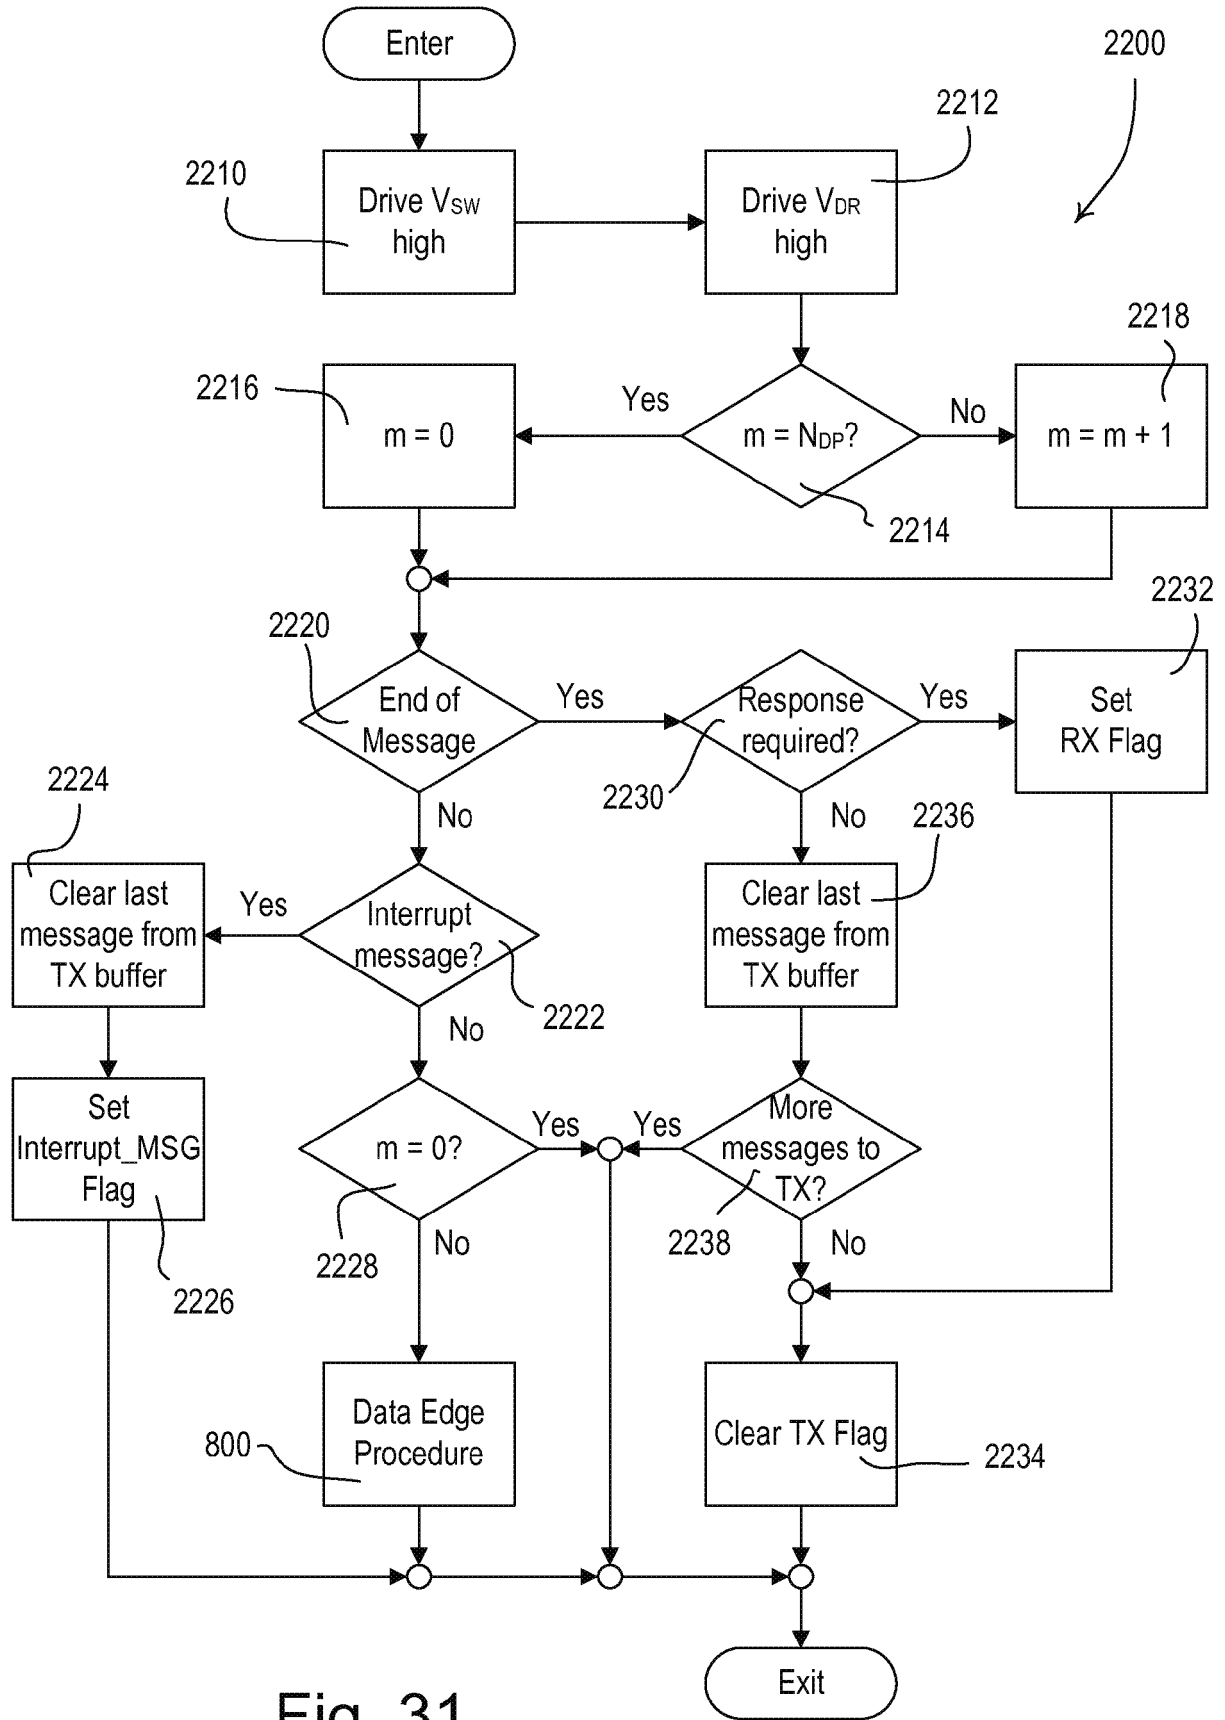 Enter
2200
2212
2210
Drive VSW
high
Drive VDR
high
2218
2216
Yes
No
m = 0
m = NDP?
m = m + 1
2214
2232
2220
End of
Message
Yes
Response
required?
Yes
Set
RX Flag
2224
2230
No
No
2236
Clear last
message from
TX buffer
Yes
Interrupt
message?
Clear last
message from
TX buffer
2222
No
Set
Interrupt_MSG
Flag
m = 0?
Yes
Yes
More
messages to
TX?
2228
No
2238
No
2226
Data Edge
Procedure
800
Clear TX Flag
2234
Exit
Fig. 31